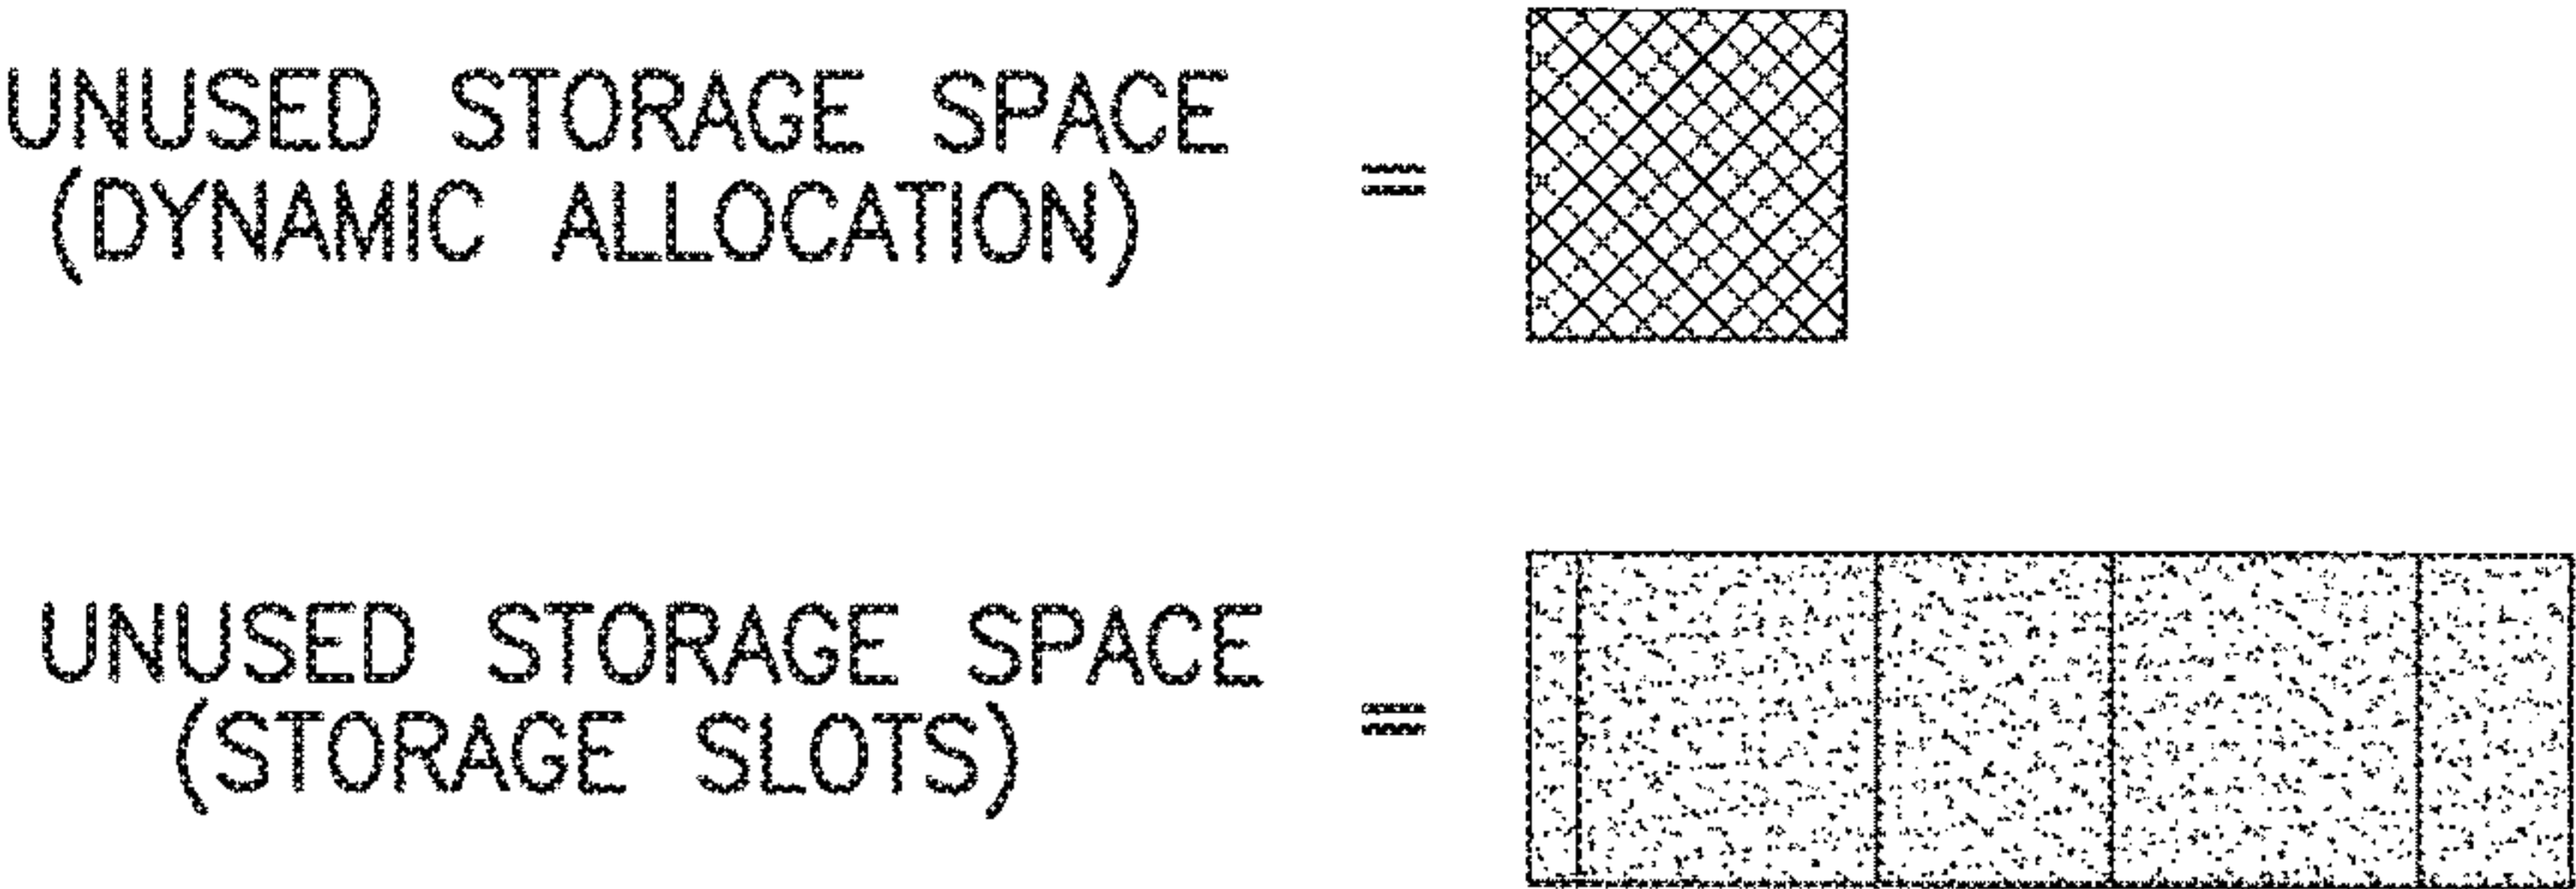 UNUSED STORAGE SPACE
(DYNAMIC ALLOCATION) =
UNUSED STORAGE SPACE
(STORAGE SLOTS) =